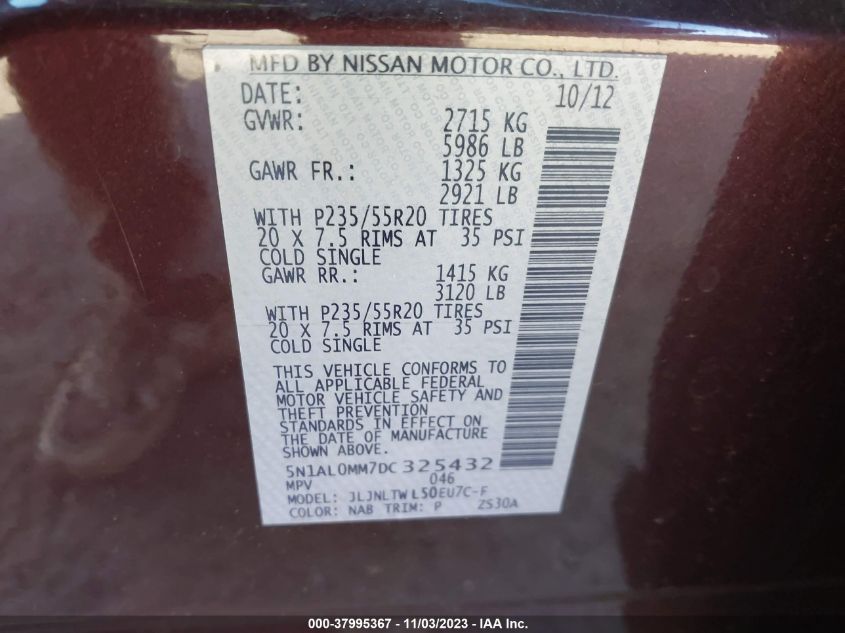 MFD BY NISSAN MOTOR CO., LTD.
DATE: 10/12
GVWR: 2715 KG
5986 LB
GAWR FR.: 1325 KG
2921 LB
WITH P235/55R20 TIRES
20 X 7.5 RIMS AT 35 PSI
COLD SINGLE
GAWR RR.: 1415 KG
3120 LB
WITH P235/55R20 TIRES
20 X 7.5 RIMS AT 35 PSI
COLD SINGLE
THIS VEHICLE CONFORMS TO
ALL APPLICABLE FEDERAL
MOTOR VEHICLE SAFETY AND
THEFT PREVENTION
STANDARDS IN EFFECT ON
THE DATE OF MANUFACTURE
SHOWN ABOVE.
5N1AL0MM7DC325432
MPV 046
MODEL: JLJNLTWL50EU7C-F
COLOR: NAB TRIM: P ZS30A
000-37995367 - 11/03/2023 - IAA Inc.